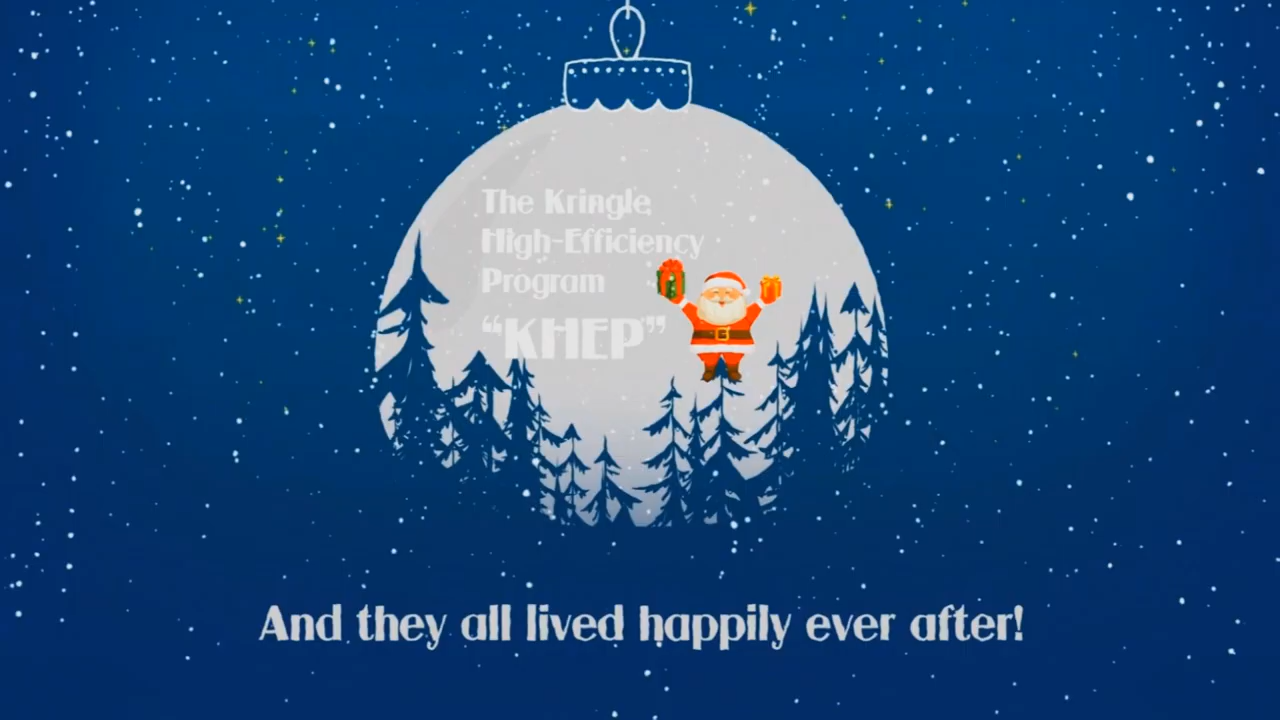 The Kringle
High-Efficiency
Program
“KHEP”
And they all lived happily ever after!